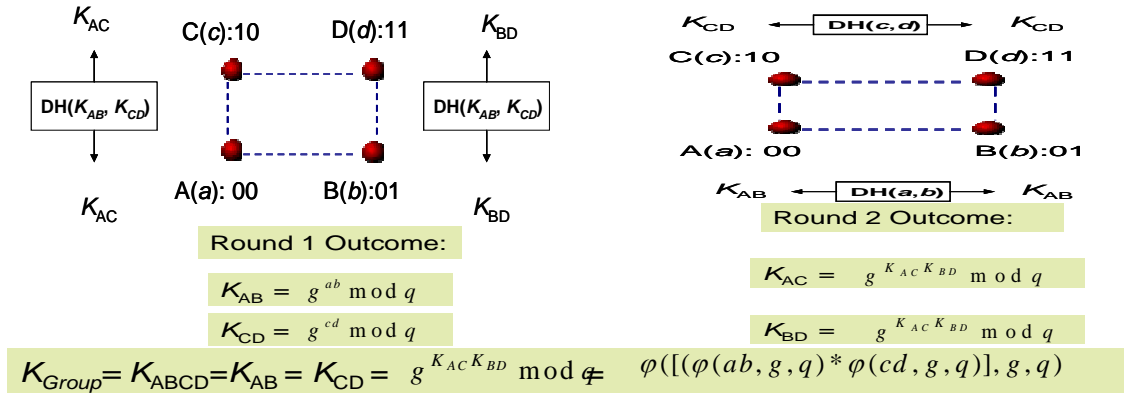 K_AC
C(c):10 D(d):11
K_BD
DH(K_AB, K_CD)
DH(K_AB, K_CD)
A(a): 00 B(b):01
K_AC
K_BD
Round 1 Outcome:
K_AB = g^{ab} mod q
K_CD = g^{cd} mod q
K_CD DH(c,d) K_CD
C(c):10 D(d):11
A(a): 00 B(b):01
K_AB DH(a,b) K_AB
Round 2 Outcome:
K_AC = g^{K_AC K_BD} mod q
K_BD = g^{K_AC K_BD} mod q
K_Group = K_ABCD = K_AB = K_CD = g^{K_AC K_BD} mod q = φ([(φ(ab, g, q) * φ(cd, g, q)], g, q)